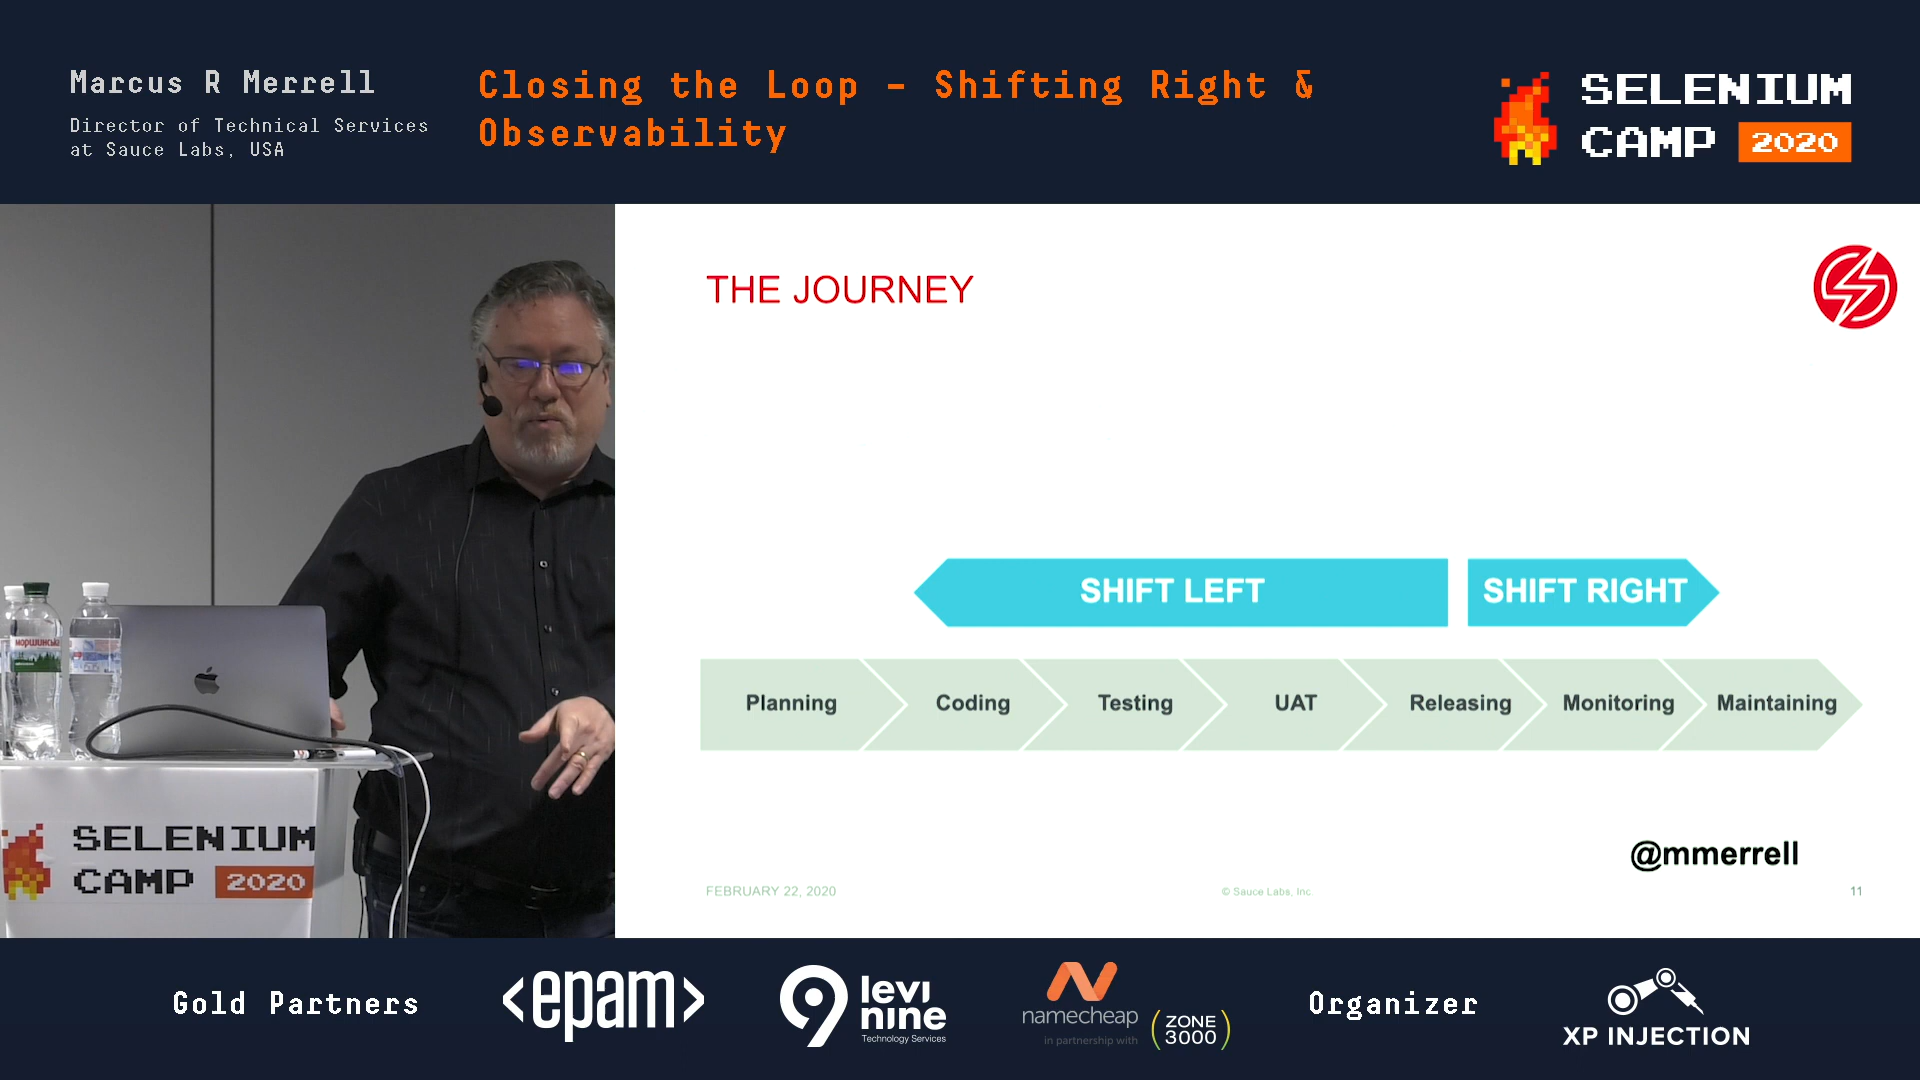 Marcus R Merrell
Director of Technical Services
at Sauce Labs, USA
Closing the Loop – Shifting Right &
Observability
SELENIUM
CAMP 2020
THE JOURNEY
SHIFT LEFT
SHIFT RIGHT
Planning
Coding
Testing
UAT
Releasing
Monitoring
Maintaining
@mmerrell
FEBRUARY 22, 2020
© Sauce Labs, Inc.
11
SELENIUM
CAMP 2020
Gold Partners
<epam>
levi
nine
Technology Services
namecheap
in partnership with
ZONE
3000
Organizer
XP INJECTION